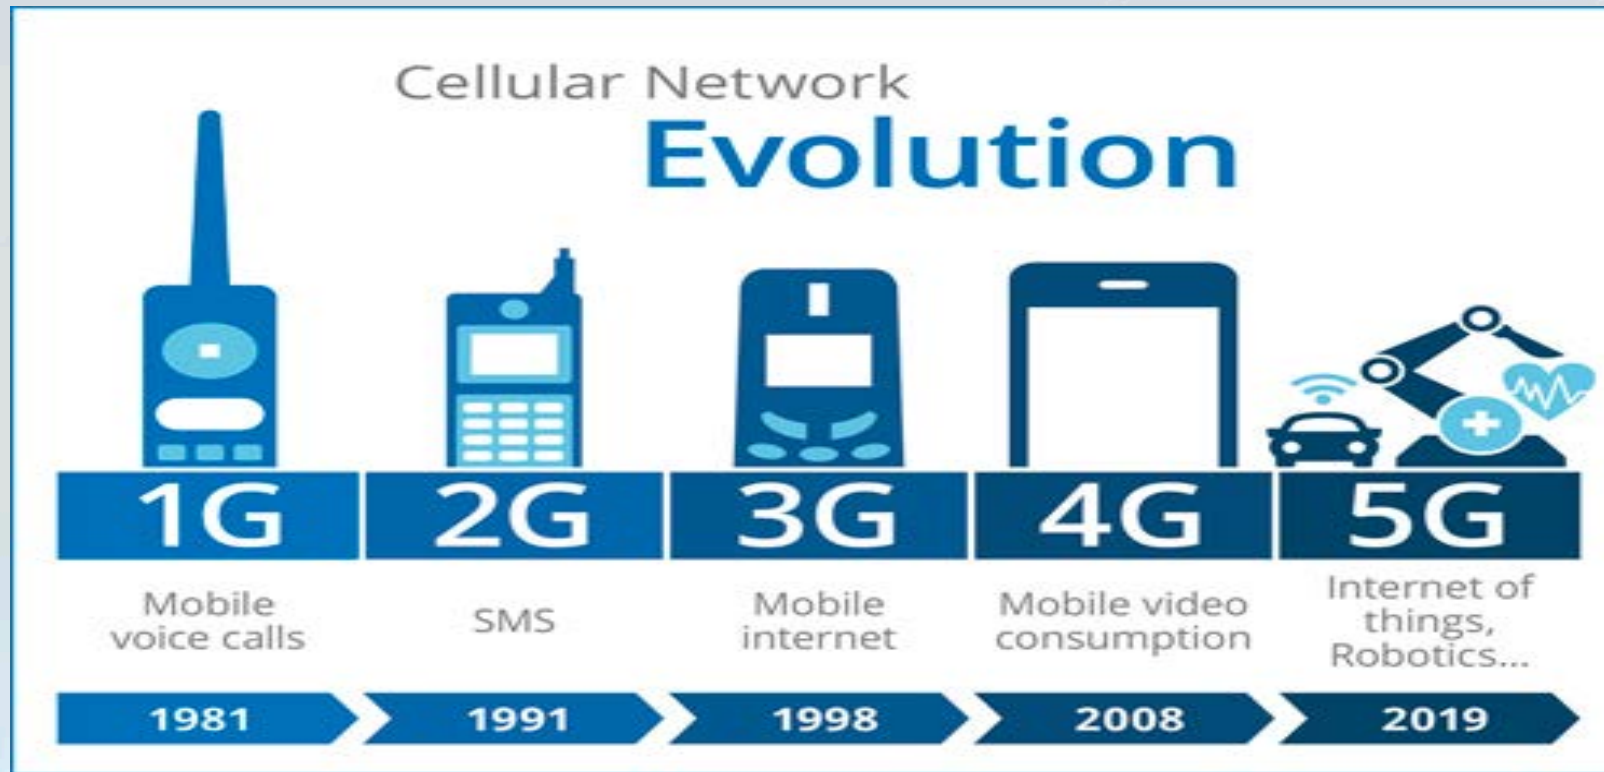 Cellular Network
Evolution
1G
2G
3G
4G
5G
Mobile
voice calls
SMS
Mobile
internet
Mobile video
consumption
Internet of
things,
Robotics...
1981
1991
1998
2008
2019